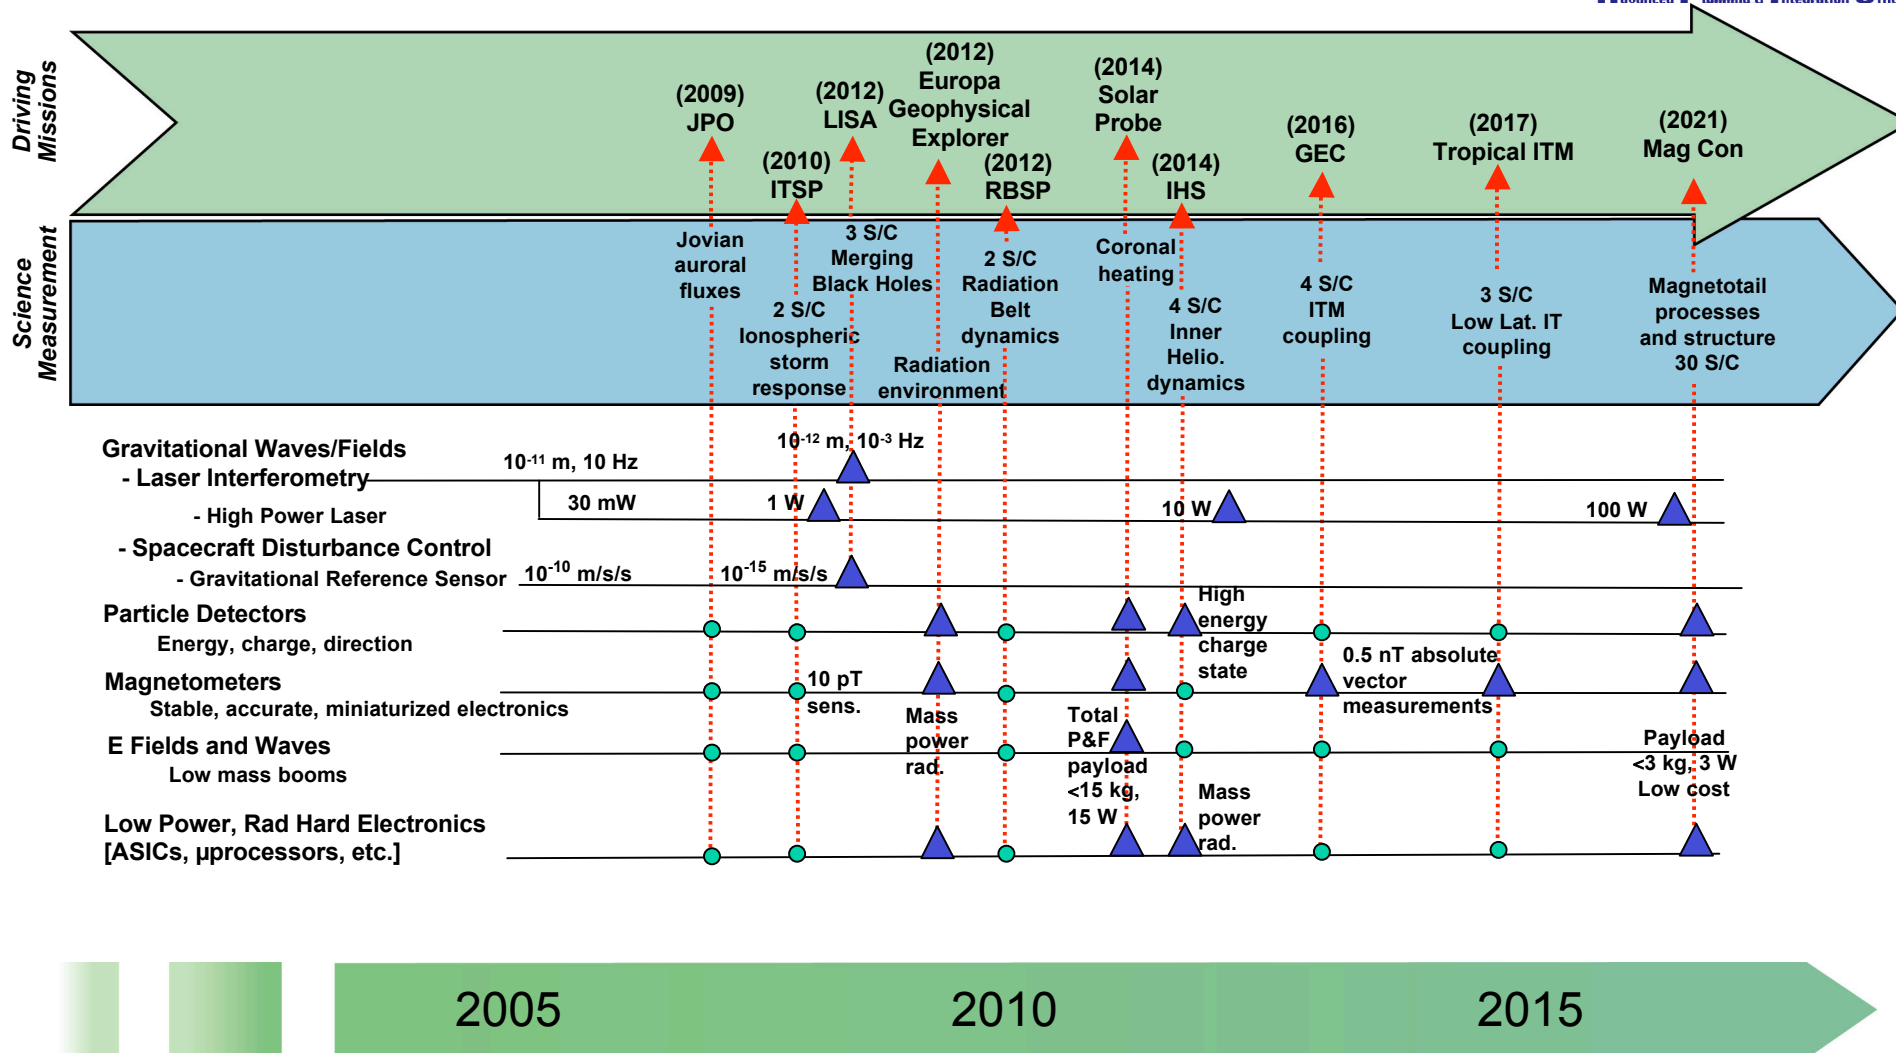 Advanced Planning & Integration Office
Driving
Missions
(2009)
JPO
(2010)
ITSP
(2012)
LISA
(2012)
Europa
Geophysical
Explorer
(2012)
RBSP
(2014)
Solar
Probe
(2014)
IHS
(2016)
GEC
(2017)
Tropical ITM
(2021)
Mag Con
Science
Measurement
Jovian
auroral
fluxes
2 S/C
Ionospheric
storm
response
3 S/C
Merging
Black Holes
Radiation
environment
2 S/C
Radiation
Belt
dynamics
Coronal
heating
4 S/C
Inner
Helio.
dynamics
4 S/C
ITM
coupling
3 S/C
Low Lat. IT
coupling
Magnetotail
processes
and structure
30 S/C
Gravitational Waves/Fields
- Laser Interferometry
10⁻¹¹ m, 10 Hz
10⁻¹² m, 10⁻³ Hz
- High Power Laser
30 mW
1 W
10 W
100 W
- Spacecraft Disturbance Control
- Gravitational Reference Sensor
10⁻¹⁰ m/s/s
10⁻¹⁵ m/s/s
Particle Detectors
Energy, charge, direction
High
energy
charge
state
Magnetometers
Stable, accurate, miniaturized electronics
10 pT
sens.
0.5 nT absolute
vector
measurements
E Fields and Waves
Low mass booms
Mass
power
rad.
Total
P&F
payload
<15 kg,
15 W
Mass
power
rad.
Payload
<3 kg, 3 W
Low cost
Low Power, Rad Hard Electronics
[ASICs, µprocessors, etc.]
2005
2010
2015